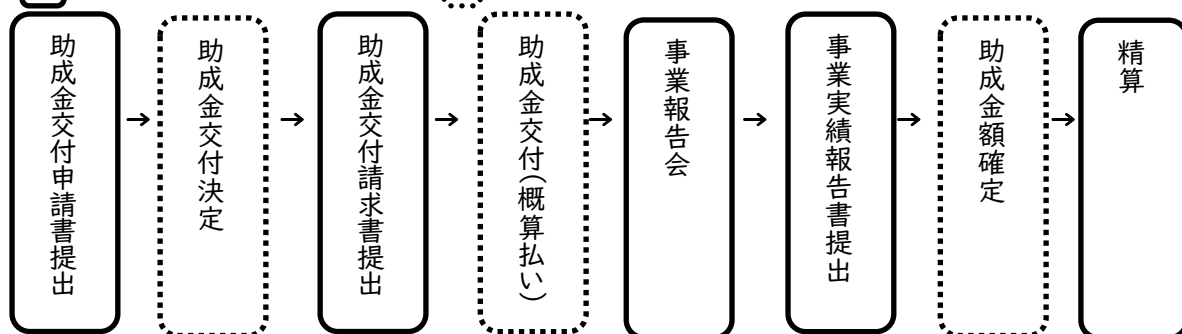 助成金交付申請書提出
→
助成金交付決定
→
助成金交付請求書提出
→
助成金交付(概算払い)
→
事業報告会
→
事業実績報告書提出
→
助成金額確定
→
精算